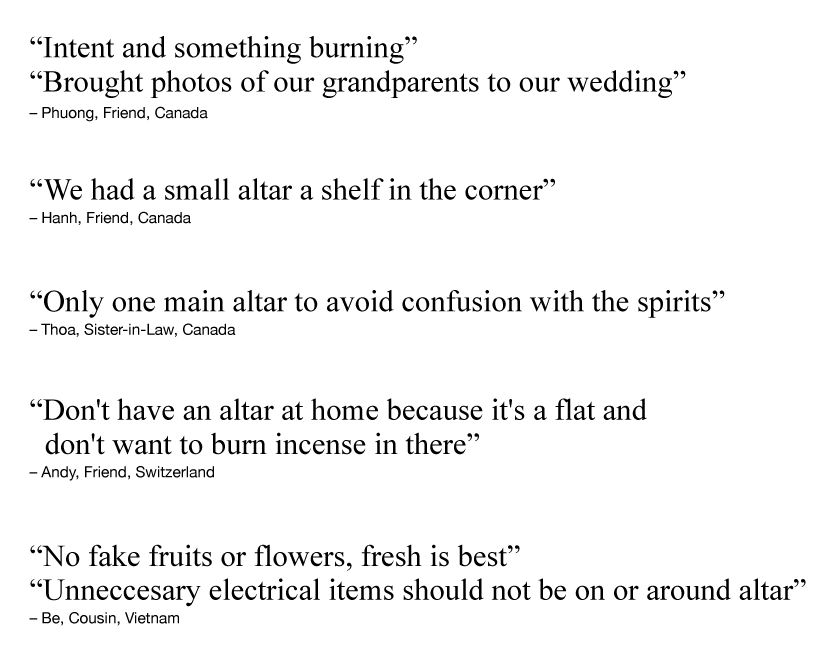 “Intent and something burning”
“Brought photos of our grandparents to our wedding”
– Phuong, Friend, Canada
“We had a small altar a shelf in the corner”
– Hanh, Friend, Canada
“Only one main altar to avoid confusion with the spirits”
– Thoa, Sister-in-Law, Canada
“Don't have an altar at home because it's a flat and
don't want to burn incense in there”
– Andy, Friend, Switzerland
“No fake fruits or flowers, fresh is best”
“Unneccesary electrical items should not be on or around altar”
– Be, Cousin, Vietnam